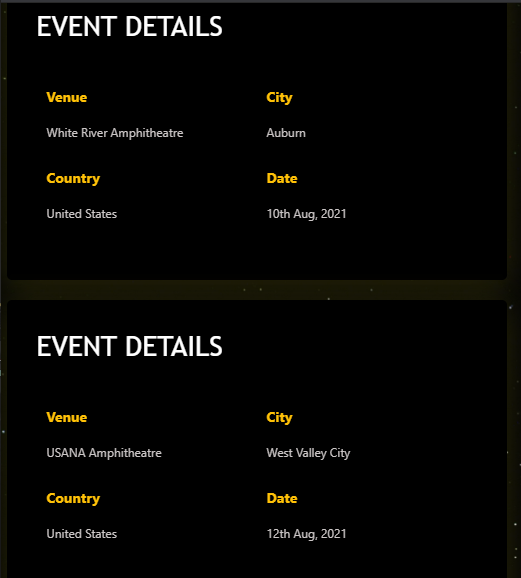 EVENT DETAILS
Venue City
White River Amphitheatre Auburn
Country Date
United States 10th Aug, 2021
EVENT DETAILS
Venue City
USANA Amphitheatre West Valley City
Country Date
United States 12th Aug, 2021